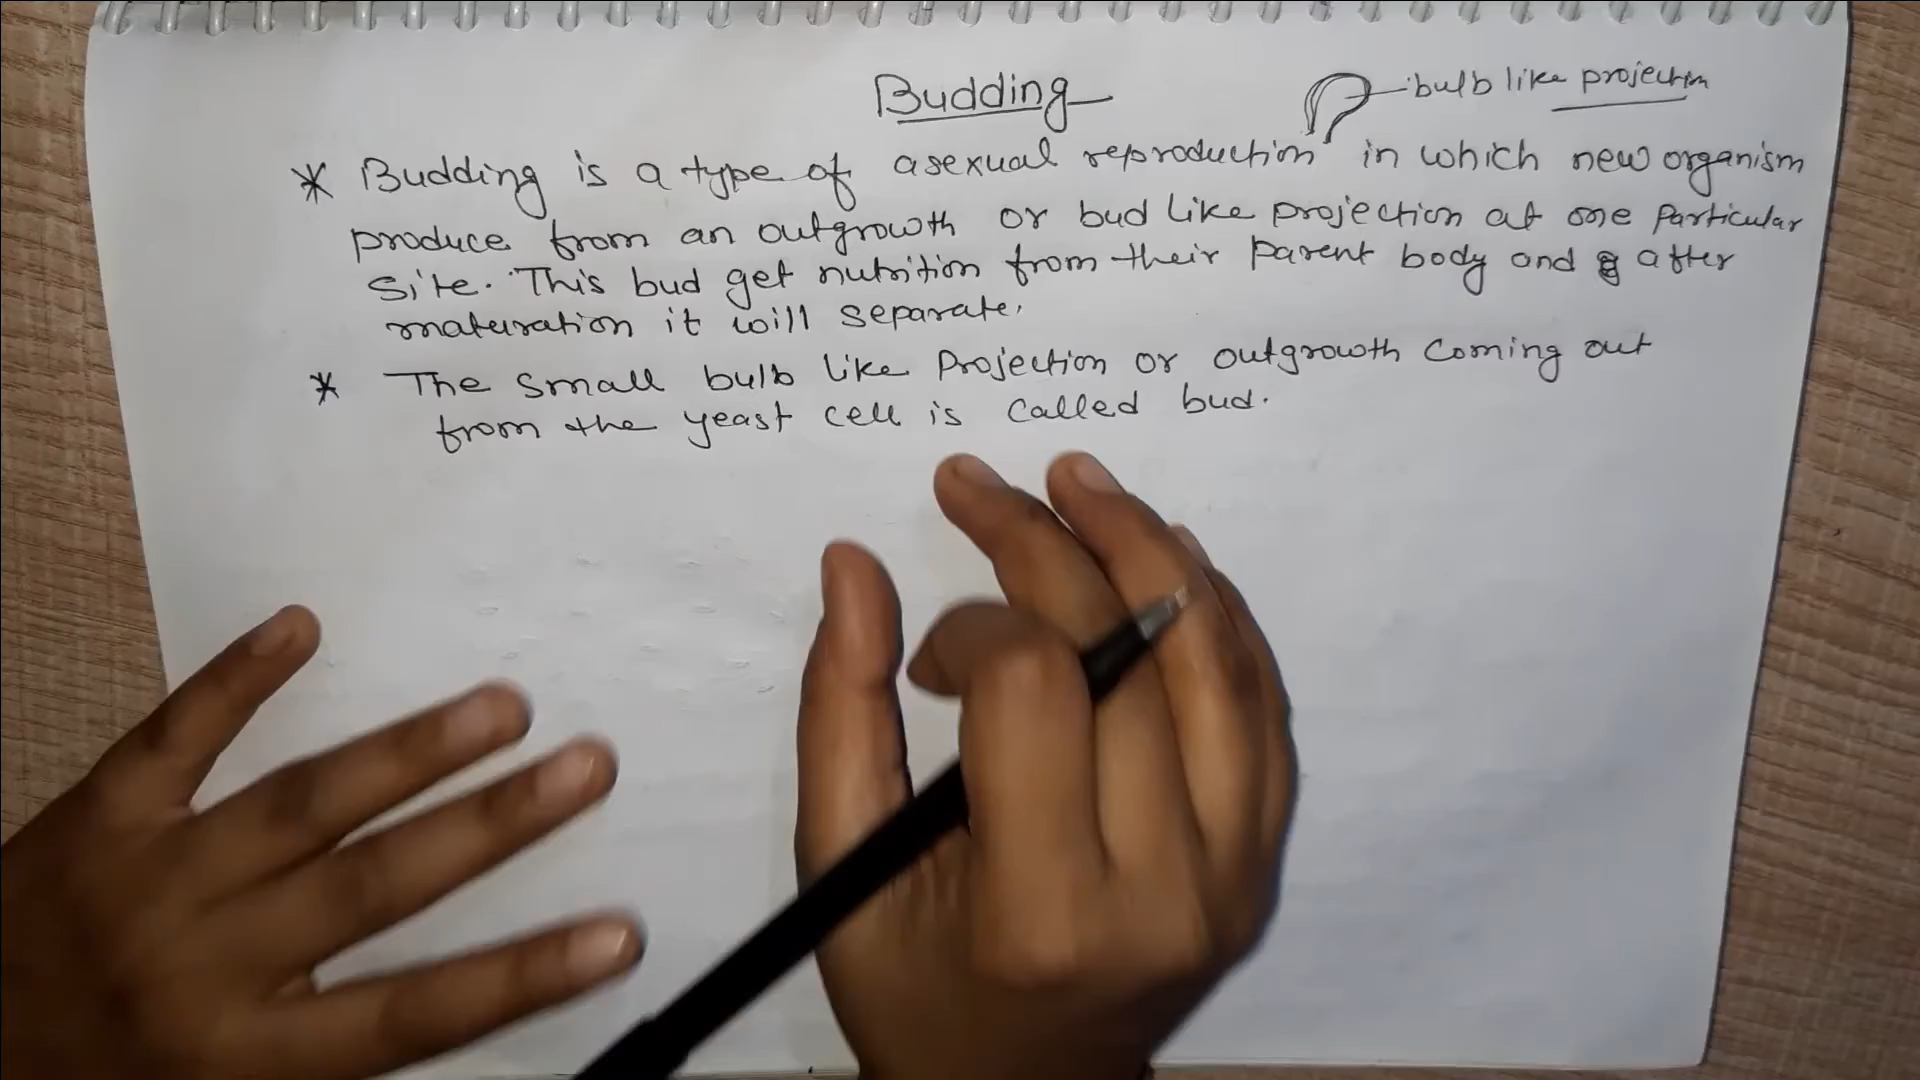 Budding
bulb like projection
* Budding is a type of asexual reproduction in which new organism
produce from an outgrowth or bud like projection at one particular
site. This bud get nutrition from their parent body and after
maturation it will separate.
* The small bulb like Projection or outgrowth coming out
from the yeast cell is called bud.